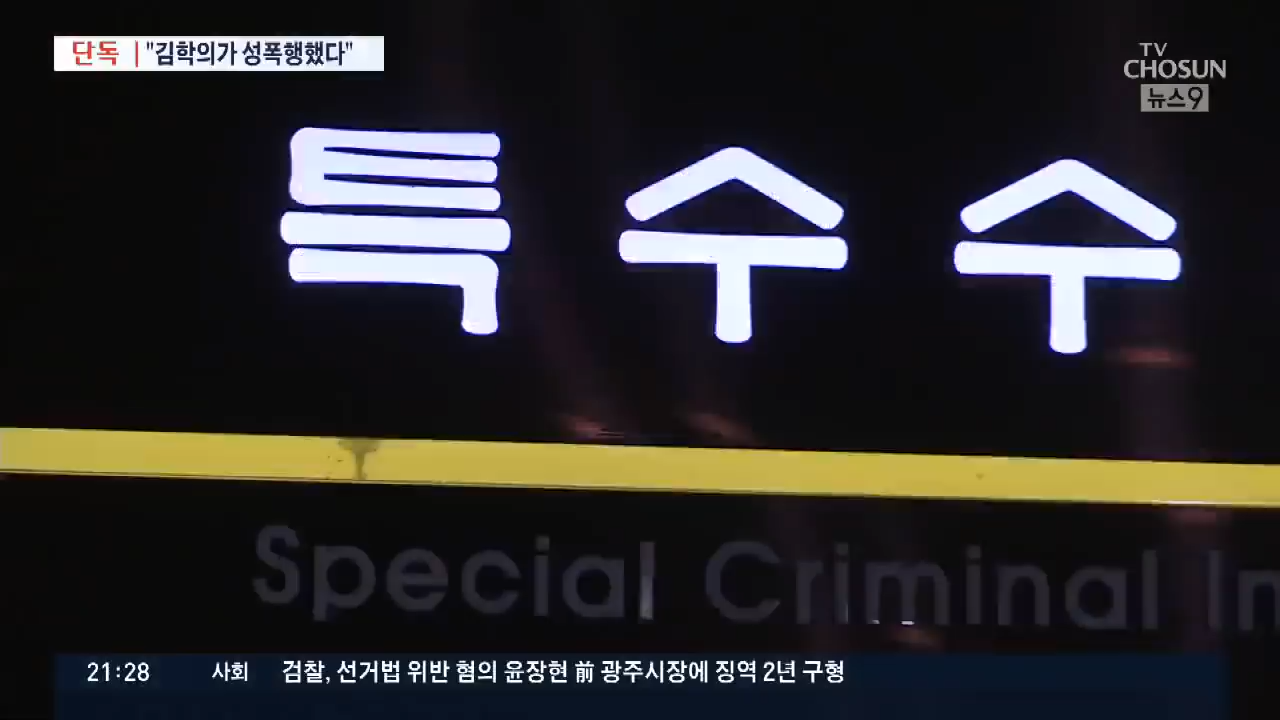 단독 | "김학의가 성폭행했다"
TV
CHOSUN
뉴스9
특수수
Special Criminal In
21:28 사회 검찰, 선거법 위반 혐의 윤장현 前 광주시장에 징역 2년 구형